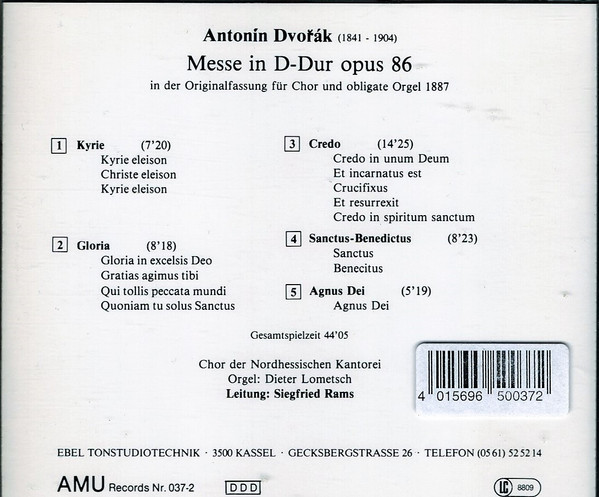 Antonín Dvořák (1841 - 1904)
Messe in D-Dur opus 86
in der Originalfassung für Chor und obligate Orgel 1887
1 Kyrie (7'20)
Kyrie eleison
Christe eleison
Kyrie eleison
2 Gloria (8'18)
Gloria in excelsis Deo
Gratias agimus tibi
Qui tollis peccata mundi
Quoniam tu solus Sanctus
3 Credo (14'25)
Credo in unum Deum
Et incarnatus est
Crucifixus
Et resurrexit
Credo in spiritum sanctum
4 Sanctus-Benedictus (8'23)
Sanctus
Benecitus
5 Agnus Dei (5'19)
Agnus Dei
Gesamtspielzeit 44'05
Chor der Nordhessischen Kantorei
Orgel: Dieter Lometsch
Leitung: Siegfried Rams
4 015696 500372
EBEL TONSTUDIOTECHNIK · 3500 KASSEL · GECKSBERGSTRASSE 26 · TELEFON (05 61) 52 52 14
AMU Records Nr. 037-2 DDD LC 8809